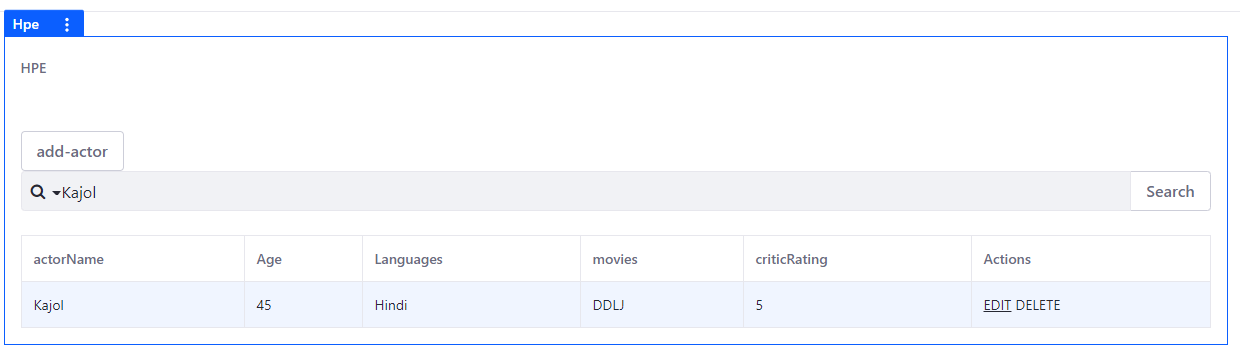 Hpe
HPE
add-actor
Kajol Search
actorName Age Languages movies criticRating Actions
Kajol 45 Hindi DDLJ 5 EDIT DELETE